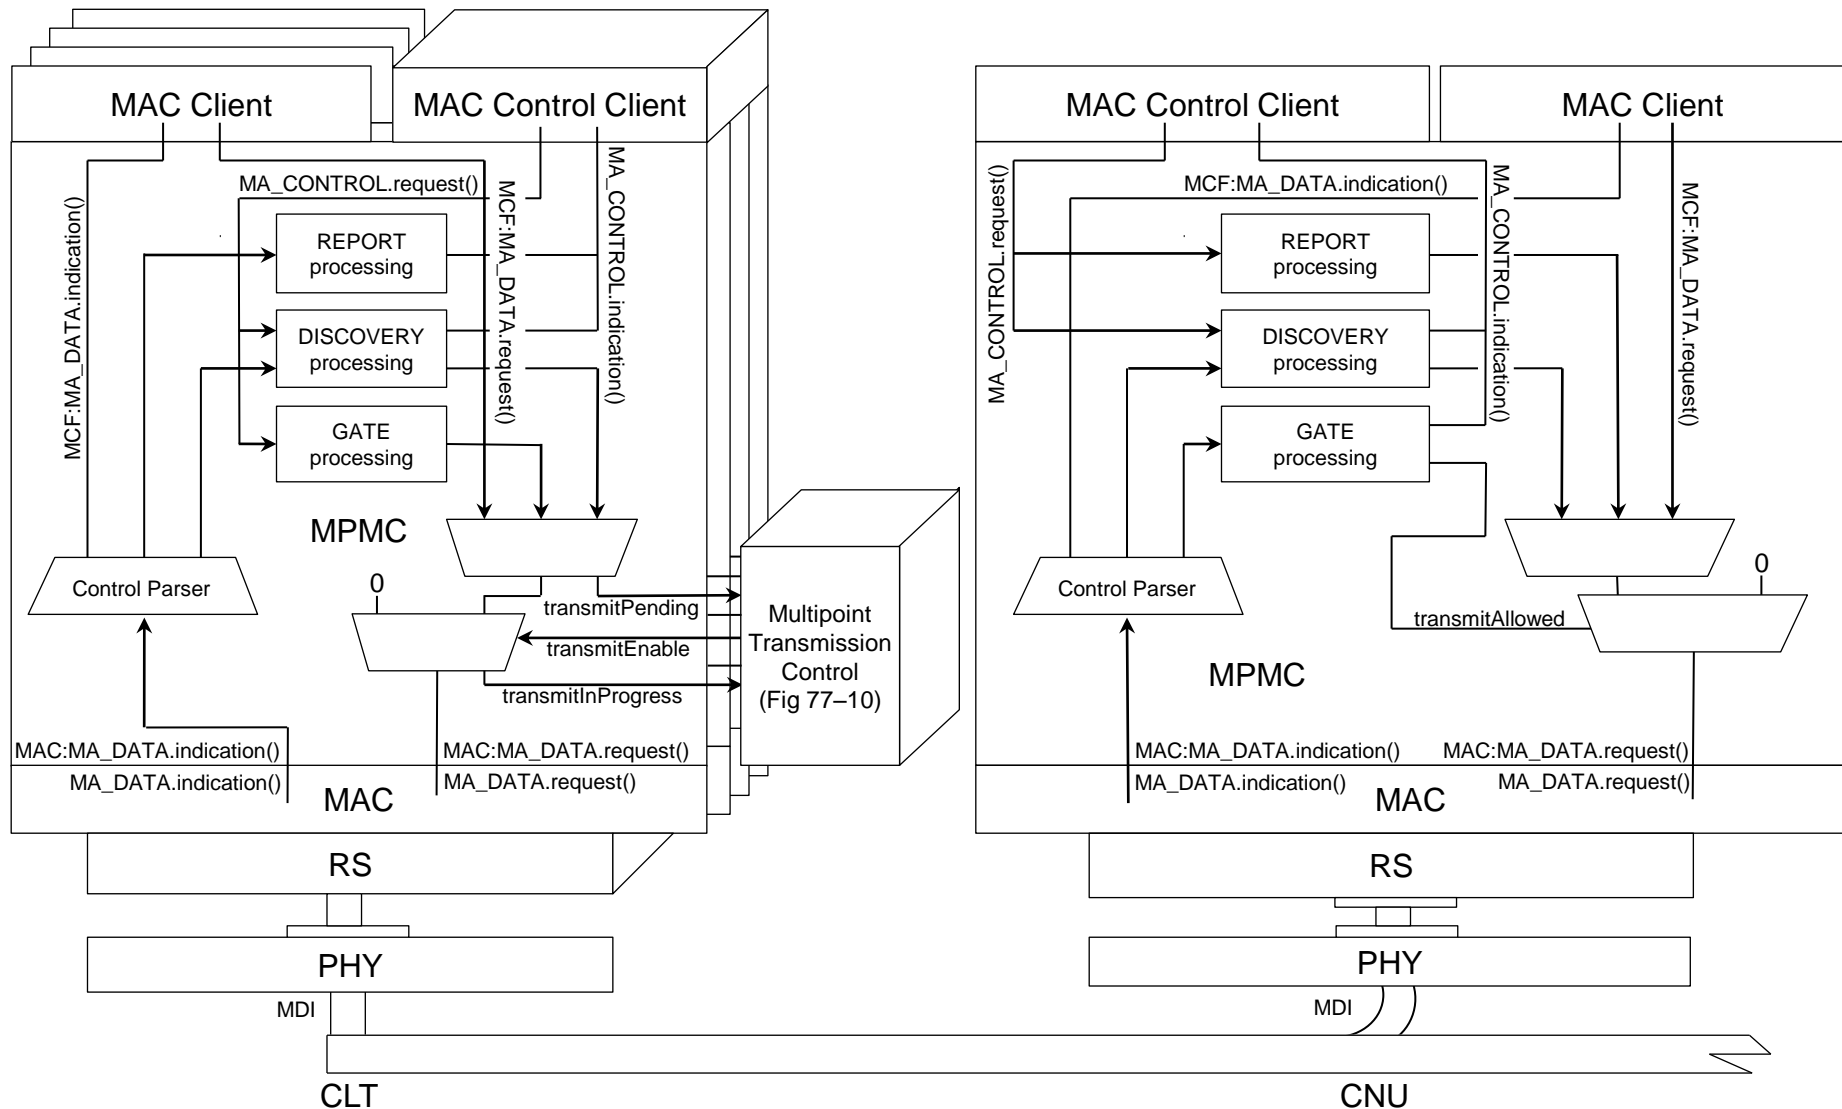 MAC Client
MAC Control Client
MCF:MA_DATA.indication()
MA_CONTROL.request()
MCF:MA_DATA.request()
MA_CONTROL.indication()
REPORT
processing
DISCOVERY
processing
GATE
processing
MPMC
Control Parser
0
transmitPending
transmitEnable
transmitInProgress
Multipoint
Transmission
Control
(Fig 77–10)
MAC:MA_DATA.indication()
MAC:MA_DATA.request()
MA_DATA.indication()
MA_DATA.request()
MAC
RS
PHY
MDI
CLT
MAC Control Client
MAC Client
MA_CONTROL.request()
MCF:MA_DATA.indication()
MA_CONTROL.indication()
MCF:MA_DATA.request()
REPORT
processing
DISCOVERY
processing
GATE
processing
Control Parser
0
transmitAllowed
MPMC
MAC:MA_DATA.indication()
MAC:MA_DATA.request()
MA_DATA.indication()
MA_DATA.request()
MAC
RS
PHY
MDI
CNU